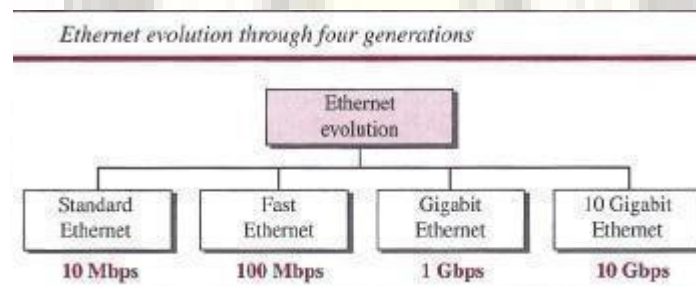 Ethernet evolution through four generations
Ethernet
evolution
Standard
Ethernet
Fast
Ethernet
Gigabit
Ethernet
10 Gigabit
Ethernet
10 Mbps
100 Mbps
1 Gbps
10 Gbps